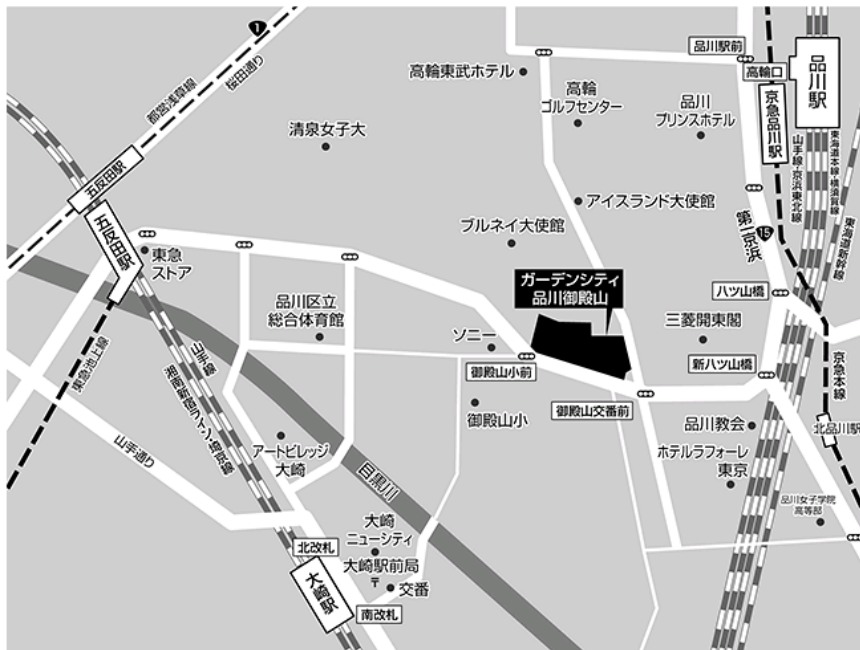 1
都営浅草線
桜田通り
品川駅前
高輪口
品川駅
京急品川駅
高輪東武ホテル
高輪
ゴルフセンター
品川
プリンスホテル
清泉女子大
山手線・京浜東北線
東海道本線・横須賀線
東海道新幹線
五反田駅
五反田駅
アイスランド大使館
ブルネイ大使館
第一京浜
15
東急
ストア
ガーデンシティ
品川御殿山
八ツ山橋
品川区立
総合体育館
ソニー
三菱開東閣
新八ツ山橋
京急本線
東急池上線
山手線
湘南新宿ライン・埼京線
御殿山小前
御殿山交番前
御殿山小
品川教会
北品川駅
ホテルラフォーレ
東京
山手通り
アートビレッジ
大崎
目黒川
品川女子学院
高等部
大崎
ニューシティ
北改札
大崎駅前局
〒
交番
大崎駅
南改札